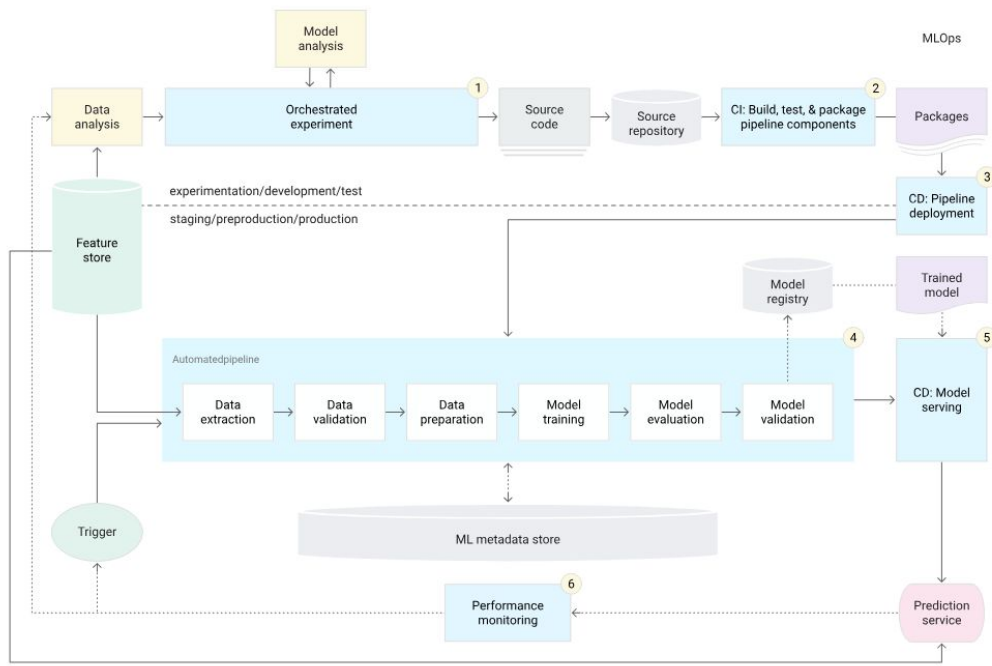 Model
analysis
MLOps
1
2
Data
analysis
Orchestrated
experiment
Source
code
Source
repository
CI: Build, test, & package
pipeline components
Packages
3
experimentation/development/test
staging/preproduction/production
CD: Pipeline
deployment
Feature
store
Model
registry
Trained
model
4
5
Automatedpipeline
Data
extraction
Data
validation
Data
preparation
Model
training
Model
evaluation
Model
validation
CD: Model
serving
Trigger
ML metadata store
6
Performance
monitoring
Prediction
service